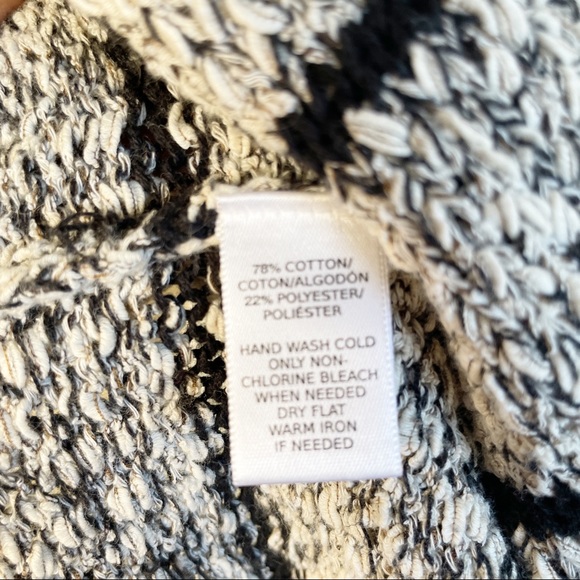 78% COTTON/
COTON/ALGODÓN
22% POLYESTER/
POLIÉSTER
HAND WASH COLD
ONLY NON-
CHLORINE BLEACH
WHEN NEEDED
DRY FLAT
WARM IRON
IF NEEDED